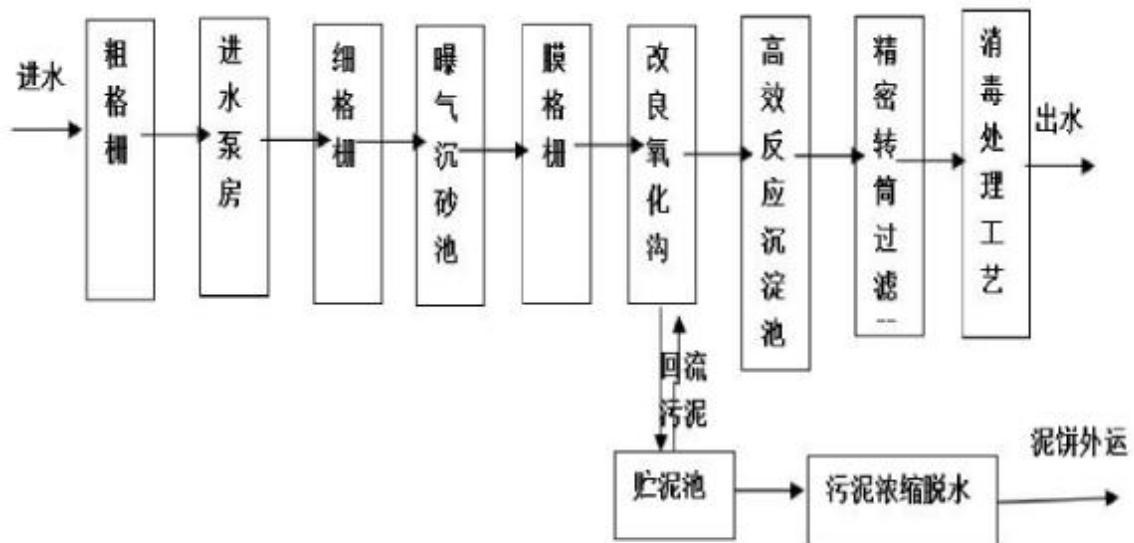 进水
粗格栅
进水泵房
细格栅
曝气沉砂池
膜格栅
改良氧化沟
高效反应沉淀池
精密转筒过滤
消毒处理工艺
出水
回流
污泥
贮泥池
污泥浓缩脱水
泥饼外运